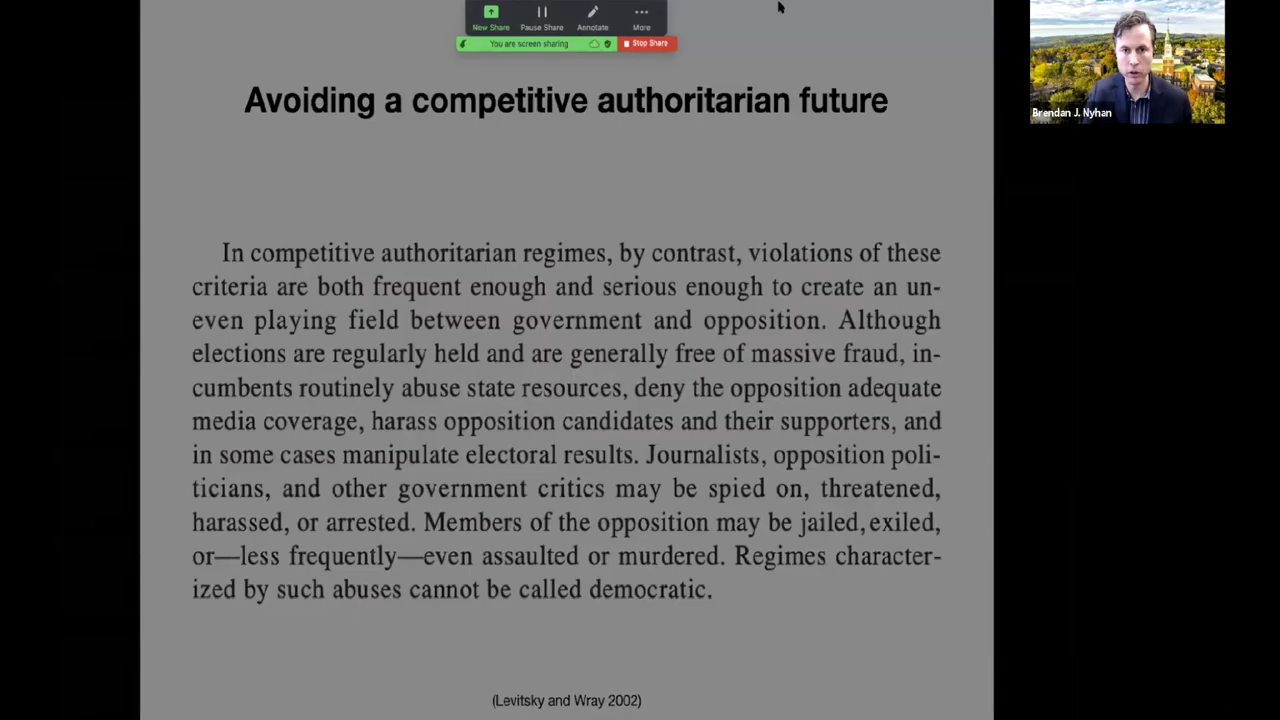 New Share Pause Share Annotate More
You are screen sharing Stop Share
Avoiding a competitive authoritarian future
Brendan J. Nyhan
In competitive authoritarian regimes, by contrast, violations of these
criteria are both frequent enough and serious enough to create an un-
even playing field between government and opposition. Although
elections are regularly held and are generally free of massive fraud, in-
cumbents routinely abuse state resources, deny the opposition adequate
media coverage, harass opposition candidates and their supporters, and
in some cases manipulate electoral results. Journalists, opposition poli-
ticians, and other government critics may be spied on, threatened,
harassed, or arrested. Members of the opposition may be jailed, exiled,
or—less frequently—even assaulted or murdered. Regimes character-
ized by such abuses cannot be called democratic.
(Levitsky and Wray 2002)